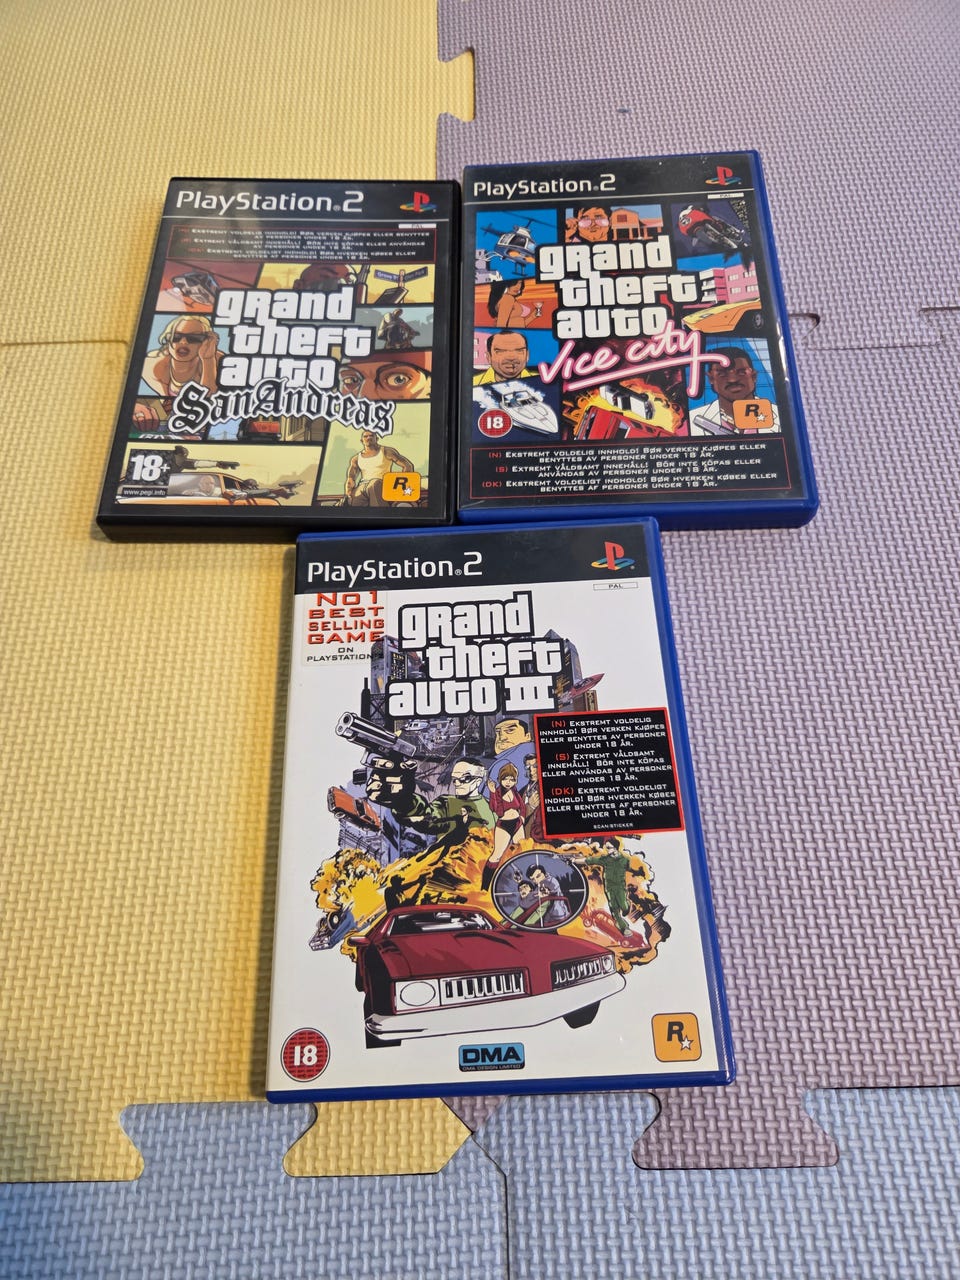 PlayStation®2
PAL
(N) EKSTREMT VOLDELIG INNHOLD! BØR VERKEN KJØPES ELLER BENYTTES
AV PERSONER UNDER 18 ÅR.
(S) EXTREMT VÅLDSAMT INNEHÅLL! BÖR INTE KÖPAS ELLER ANVÄNDAS
AV PERSONER UNDER 18 ÅR.
(DK) EKSTREMT VOLDELIGT INDHOLD! BØR HVERKEN KØBES ELLER
BENYTTES AF PERSONER UNDER 18 ÅR.
Grove St
grand
theft
auto
San Andreas
18+
www.pegi.info
R
PlayStation®2
PAL
grand
theft
auto
Vice City
18
R
(N) EKSTREMT VOLDELIG INNHOLD! BØR VERKEN KJØPES ELLER
BENYTTES AV PERSONER UNDER 18 ÅR.
(S) EXTREMT VÅLDSAMT INNEHÅLL! BÖR INTE KÖPAS ELLER
ANVÄNDAS AV PERSONER UNDER 18 ÅR.
(DK) EKSTREMT VOLDELIGT INDHOLD! BØR HVERKEN KØBES ELLER
BENYTTES AF PERSONER UNDER 18 ÅR.
PlayStation®2
PAL
NO1
BEST
SELLING
GAME
ON
PLAYSTATION
grand
theft
auto III
(N) EKSTREMT VOLDELIG
INNHOLD! BØR VERKEN KJØPES
ELLER BENYTTES AV PERSONER
UNDER 18 ÅR.
(S) EXTREMT VÅLDSAMT
INNEHÅLL! BÖR INTE KÖPAS
ELLER ANVÄNDAS AV PERSONER
UNDER 18 ÅR.
(DK) EKSTREMT VOLDELIGT
INDHOLD! BØR HVERKEN KØBES
ELLER BENYTTES AF PERSONER
UNDER 18 ÅR.
SCAN/STICKER
18
DMA
DMA DESIGN LIMITED
R